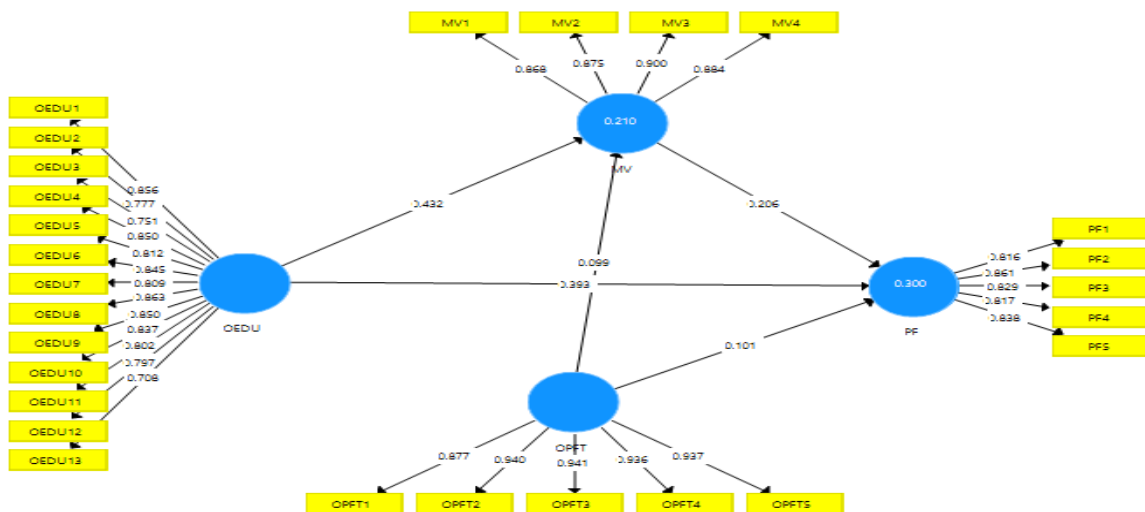 MV1 MV2 MV3 MV4
0.868 0.875 0.900 0.884
OEDU1
OEDU2
OEDU3
OEDU4
OEDU5
OEDU6
OEDU7
OEDU8
OEDU9
OEDU10
OEDU11
OEDU12
OEDU13
0.856
0.777
0.751
0.850
0.812
0.845
0.809
0.863
0.850
0.837
0.802
0.797
0.708
OEDU
0.210
MV
0.432
0.206
0.099
0.393
0.101
0.300
PF
0.816
0.861
0.829
0.817
0.838
PF1
PF2
PF3
PF4
PF5
OPFT
0.877 0.940 0.941 0.936 0.937
OPFT1 OPFT2 OPFT3 OPFT4 OPFT5